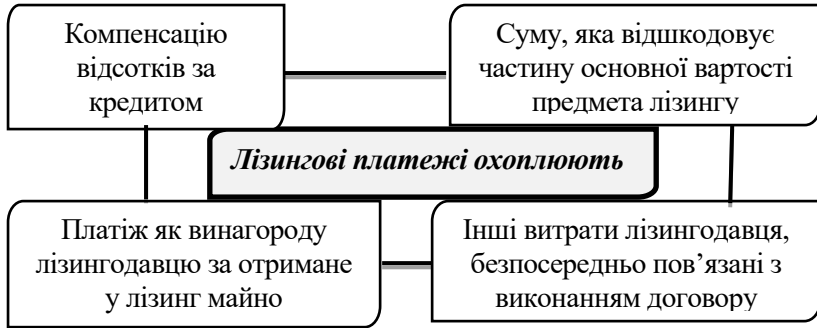 Компенсацію
відсотків за
кредитом
Суму, яка відшкодовує
частину основної вартості
предмета лізингу
Лізингові платежі охоплюють
Платіж як винагороду
лізингодавцю за отримане
у лізинг майно
Інші витрати лізингодавця,
безпосередньо пов’язані з
виконанням договору